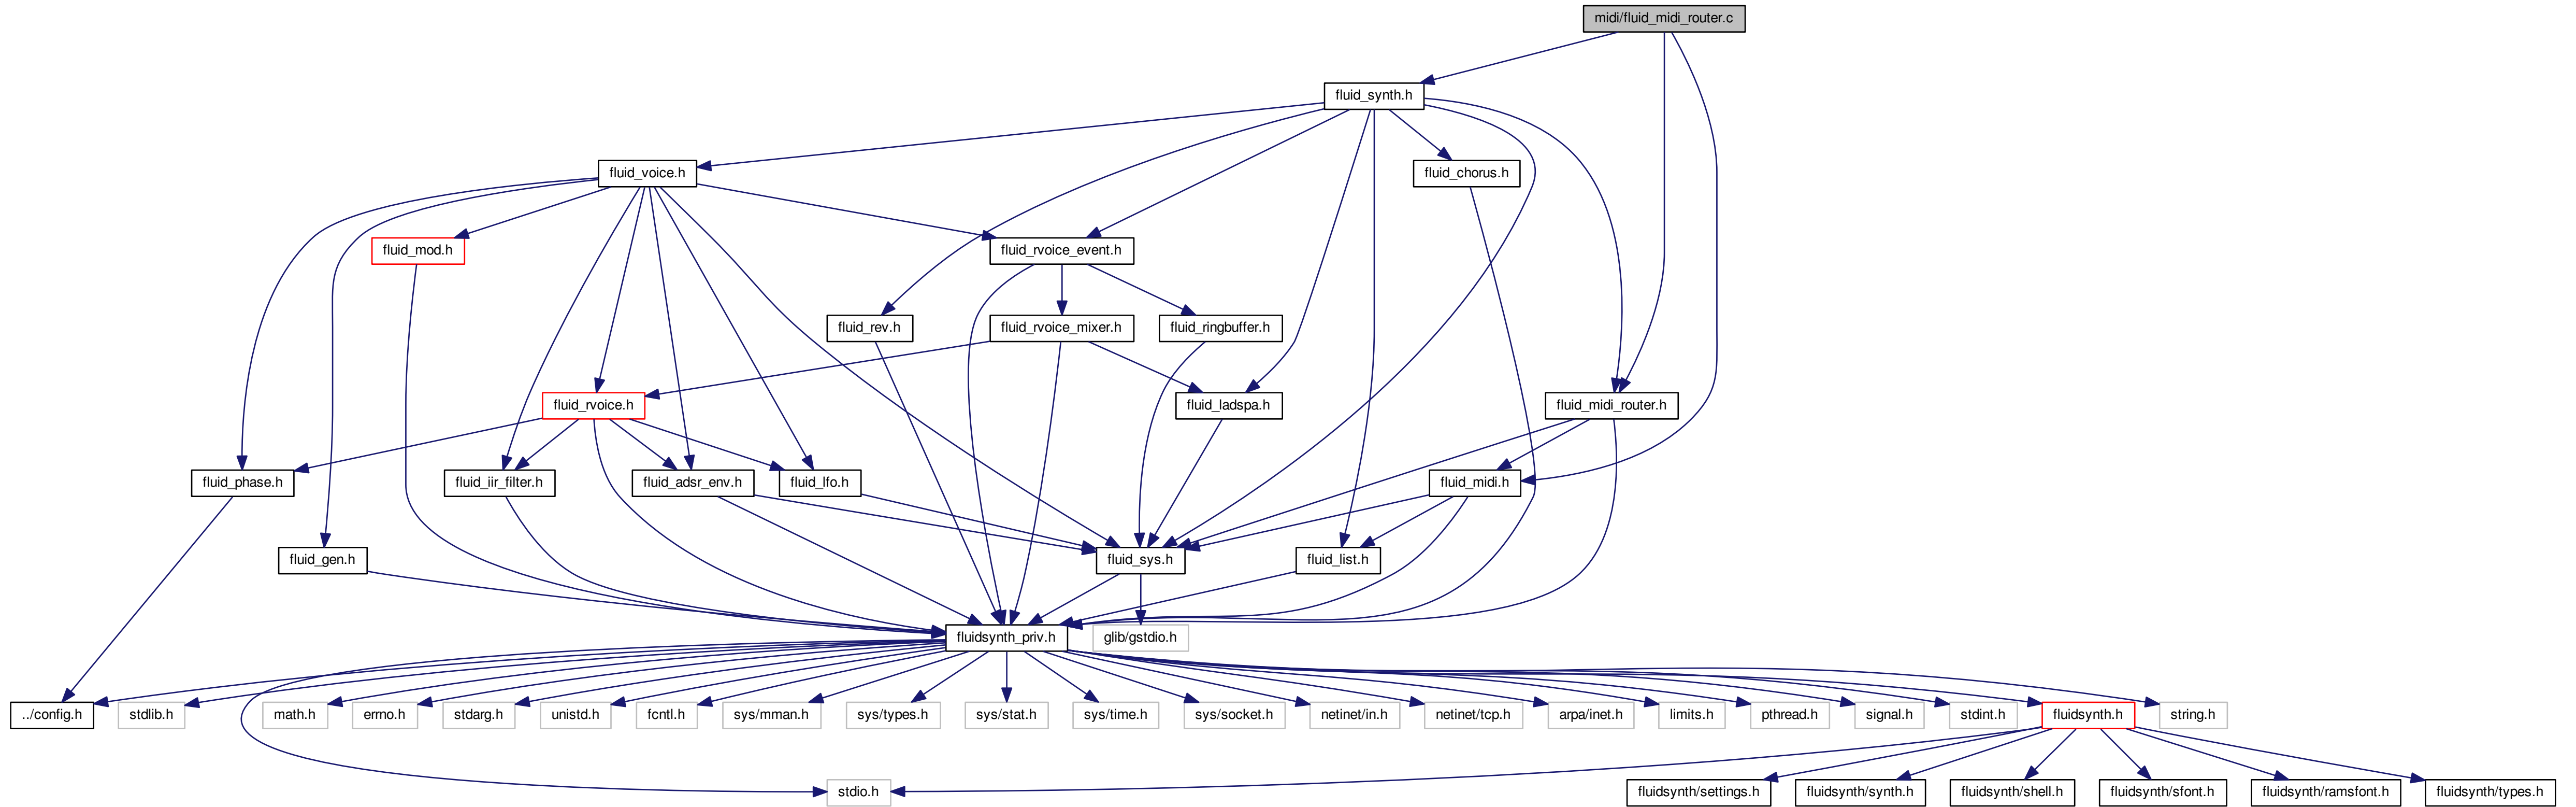 midi/fluid_midi_router.c
fluid_synth.h
fluid_voice.h
fluid_chorus.h
fluid_mod.h
fluid_rvoice_event.h
fluid_rev.h
fluid_rvoice_mixer.h
fluid_ringbuffer.h
fluid_rvoice.h
fluid_ladspa.h
fluid_midi_router.h
fluid_phase.h
fluid_iir_filter.h
fluid_adsr_env.h
fluid_lfo.h
fluid_midi.h
fluid_gen.h
fluid_sys.h
fluid_list.h
fluidsynth_priv.h
glib/gstdio.h
../config.h
stdlib.h
math.h
errno.h
stdarg.h
unistd.h
fcntl.h
sys/mman.h
sys/types.h
sys/stat.h
sys/time.h
sys/socket.h
netinet/in.h
netinet/tcp.h
arpa/inet.h
limits.h
pthread.h
signal.h
stdint.h
fluidsynth.h
string.h
stdio.h
fluidsynth/settings.h
fluidsynth/synth.h
fluidsynth/shell.h
fluidsynth/sfont.h
fluidsynth/ramsfont.h
fluidsynth/types.h